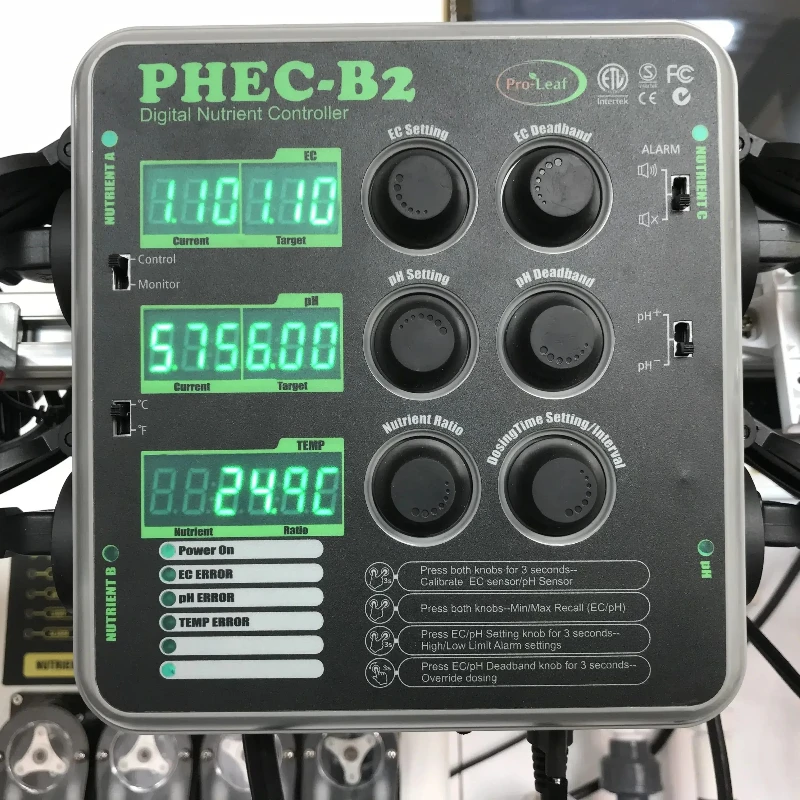 PHEC-B2
Digital Nutrient Controller
Pro-Leaf
ETL
Intertek
FC
CE
NUTRIENT A
EC
1.10 1.10
Current Target
EC Setting
EC Deadband
ALARM
NUTRIENT C
Control
Monitor
pH
5.75 6.00
Current Target
pH Setting
pH Deadband
pH+
pH-
°C
°F
TEMP
24.9C
Nutrient Ratio
Nutrient Ratio
DosingTime Setting/Interval
NUTRIENT B
pH
Power On
EC ERROR
pH ERROR
TEMP ERROR
3s Press both knobs for 3 seconds--
Calibrate EC sensor/pH Sensor
Press both knobs--Min/Max Recall (EC/pH)
3s Press EC/pH Setting knob for 3 seconds--
High/Low Limit Alarm settings
3s Press EC/pH Deadband knob for 3 seconds--
Override dosing